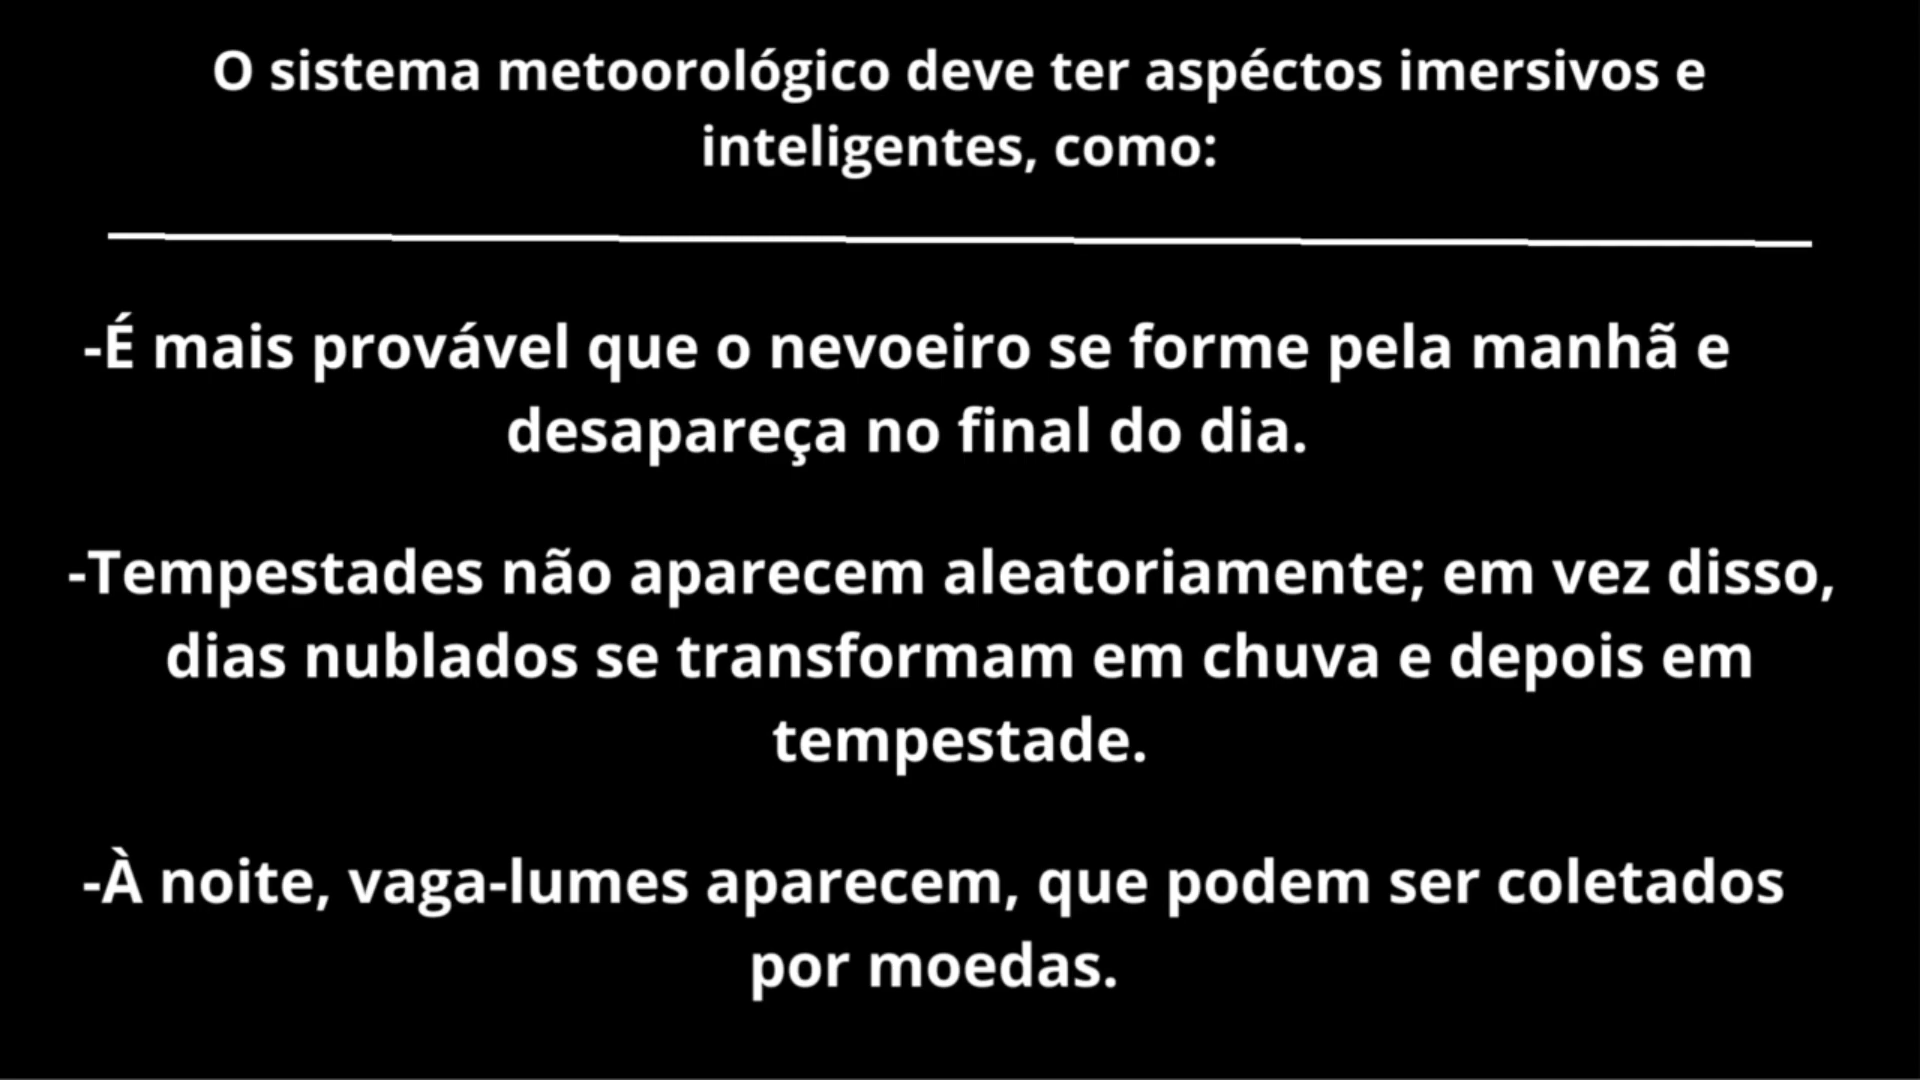 O sistema metoorológico deve ter aspéctos imersivos e
inteligentes, como:
-É mais provável que o nevoeiro se forme pela manhã e
desapareça no final do dia.
-Tempestades não aparecem aleatoriamente; em vez disso,
dias nublados se transformam em chuva e depois em
tempestade.
-À noite, vaga-lumes aparecem, que podem ser coletados
por moedas.